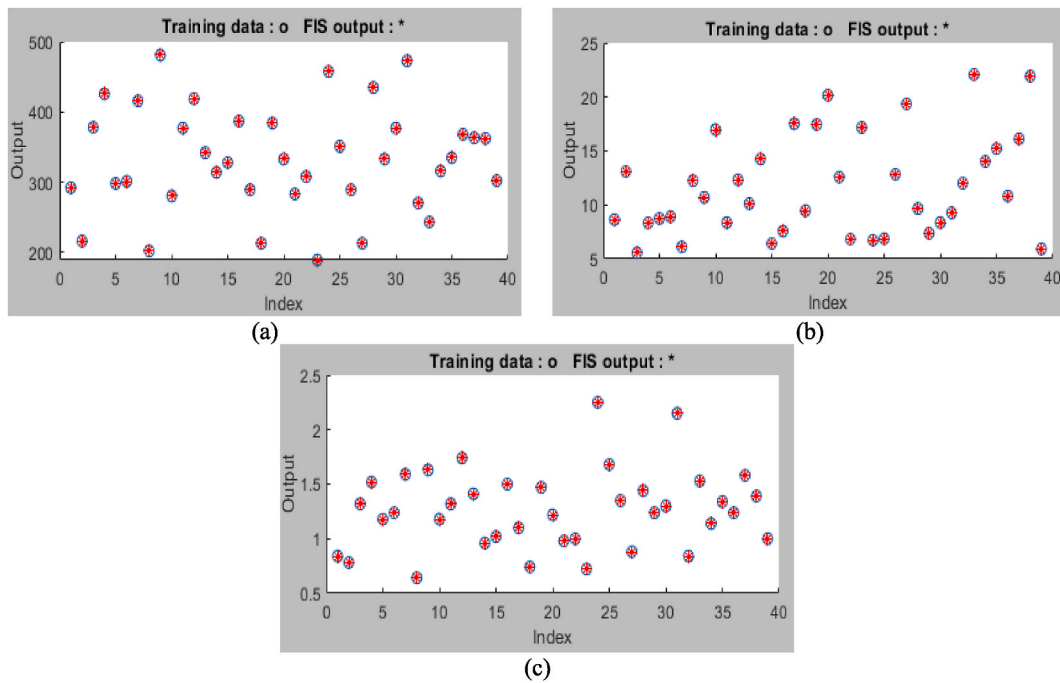 Training data : o FIS output : *
500
400
300
200
Output
0 5 10 15 20 25 30 35 40
Index
(a)
Training data : o FIS output : *
25
20
15
10
5
Output
0 5 10 15 20 25 30 35 40
Index
(b)
Training data : o FIS output : *
2.5
2
1.5
1
0.5
Output
0 5 10 15 20 25 30 35 40
Index
(c)